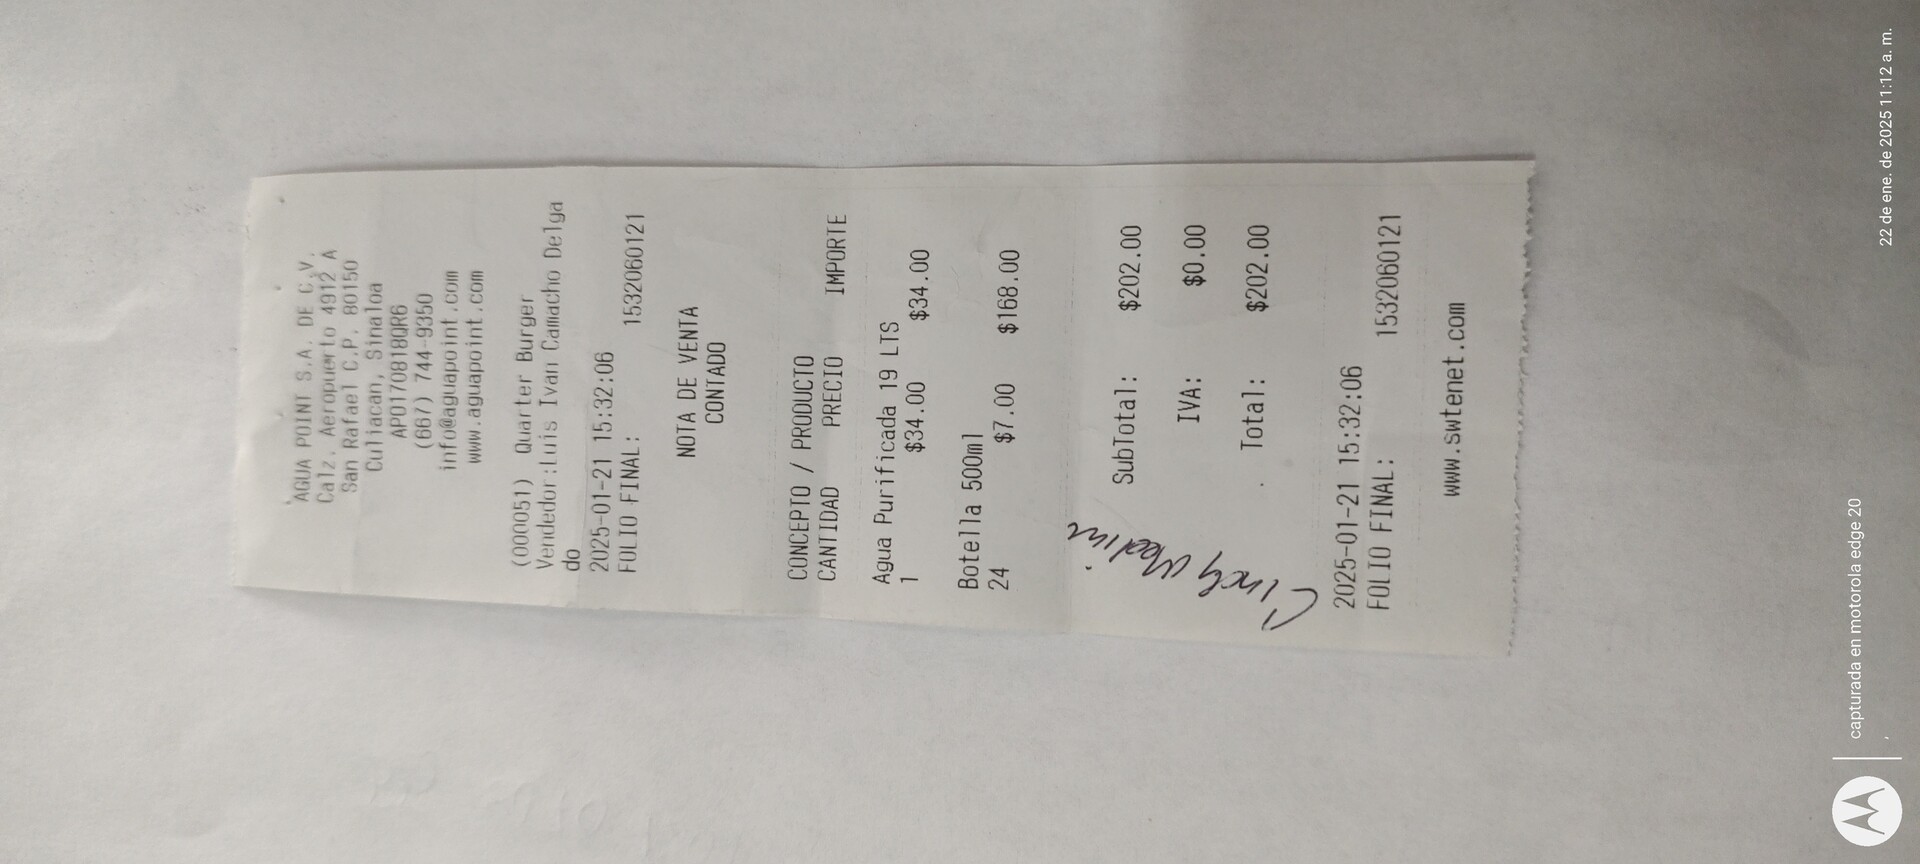 AGUA POINT S.A. DE C.V.
Calz. Aeropuerto 4912 A
San Rafael C.P. 80150
Culiacan, Sinaloa
APO170818QR6
(667) 744-9350
info@aguapoint.com
www.aguapoint.com
(000051) Quarter Burger
Vendedor:Luis Ivan Camacho Delga
do
2025-01-21 15:32:06
FOLIO FINAL: 1532060121
NOTA DE VENTA
CONTADO
CONCEPTO / PRODUCTO
CANTIDAD PRECIO IMPORTE
Agua Purificada 19 LTS
1 $34.00 $34.00
Botella 500ml
24 $7.00 $168.00
SubTotal: $202.00
IVA: $0.00
Total: $202.00
Cindy Medina
2025-01-21 15:32:06
FOLIO FINAL: 1532060121
www.swtenet.com
capturada en motorola edge 20
22 de ene. de 2025 11:12 a. m.